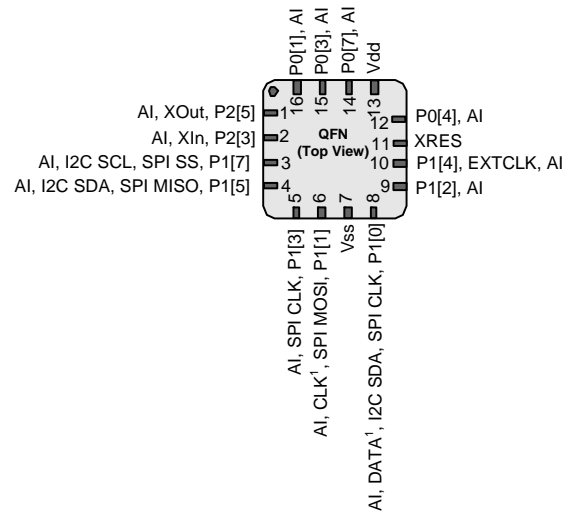 P0[1], AI
P0[3], AI
P0[7], AI
Vdd
16
15
14
13
AI, XOut, P2[5]
1
AI, XIn, P2[3]
2
AI, I2C SCL, SPI SS, P1[7]
3
AI, I2C SDA, SPI MISO, P1[5]
4
QFN
(Top View)
12
P0[4], AI
11
XRES
10
P1[4], EXTCLK, AI
9
P1[2], AI
5
6
7
8
AI, SPI CLK, P1[3]
AI, CLK¹, SPI MOSI, P1[1]
Vss
AI, DATA¹, I2C SDA, SPI CLK, P1[0]